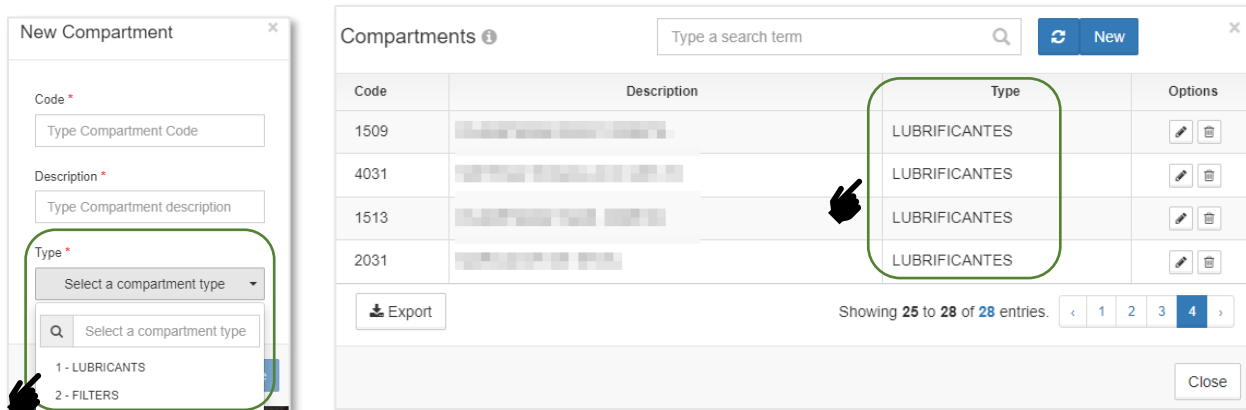 New Compartment ×
Code *
Type Compartment Code
Description *
Type Compartment description
Type *
Select a compartment type
Select a compartment type
1 - LUBRICANTS
2 - FILTERS
Compartments
Type a search term
New
×
Code Description Type Options
1509 LUBRIFICANTES
4031 LUBRIFICANTES
1513 LUBRIFICANTES
2031 LUBRIFICANTES
Export
Showing 25 to 28 of 28 entries. ‹ 1 2 3 4 ›
Close